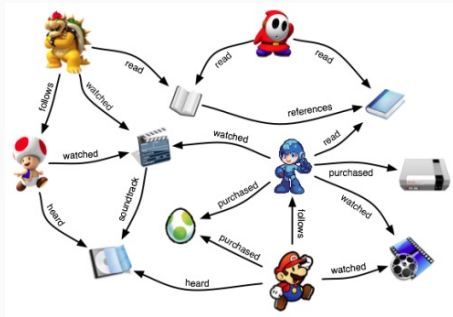 read
read
read
follows
watched
references
read
watched
watched
purchased
soundtrack
purchased
watched
heard
follows
purchased
heard
watched